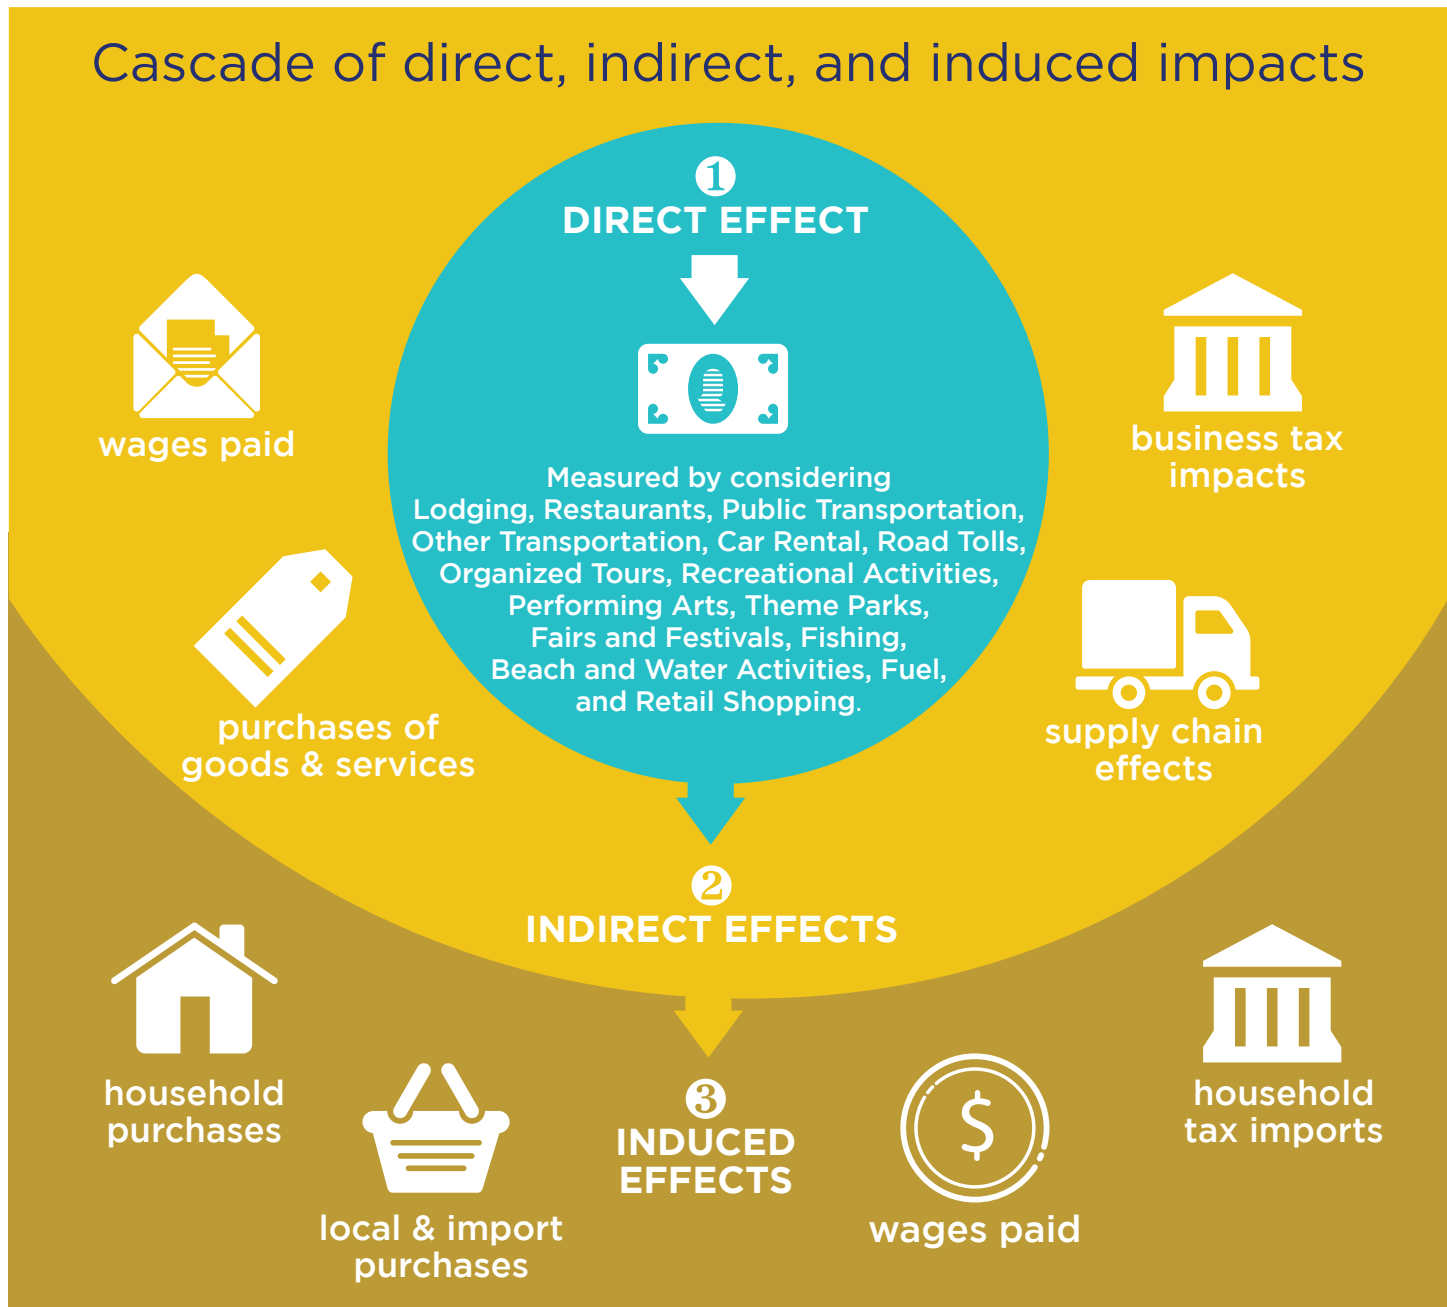 Cascade of direct, indirect, and induced impacts
1
DIRECT EFFECT
Measured by considering
Lodging, Restaurants, Public Transportation,
Other Transportation, Car Rental, Road Tolls,
Organized Tours, Recreational Activities,
Performing Arts, Theme Parks,
Fairs and Festivals, Fishing,
Beach and Water Activities, Fuel,
and Retail Shopping.
wages paid
business tax
impacts
purchases of
goods & services
supply chain
effects
2
INDIRECT EFFECTS
household
purchases
local & import
purchases
3
INDUCED
EFFECTS
$
wages paid
household
tax imports